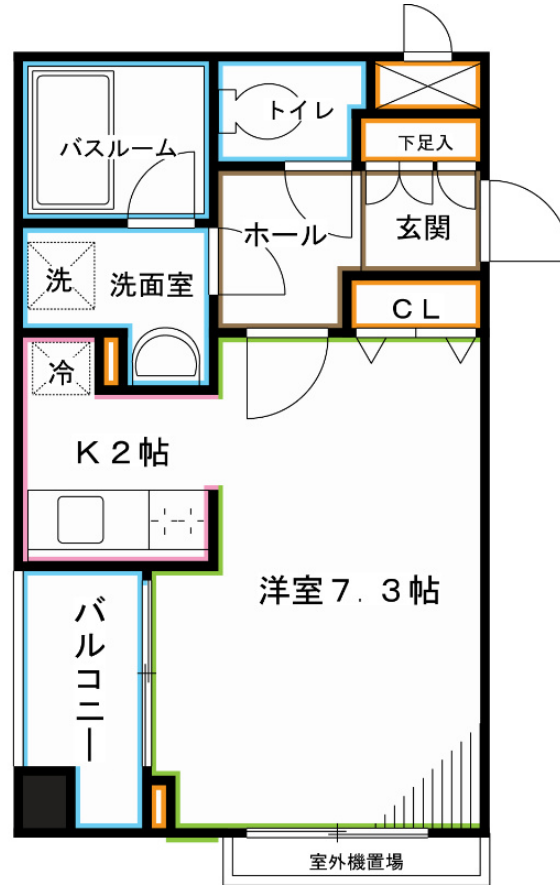 トイレ
バスルーム
下足入
ホール
玄関
洗
洗面室
CL
冷
K2帖
洋室7.3帖
バルコニー
室外機置場